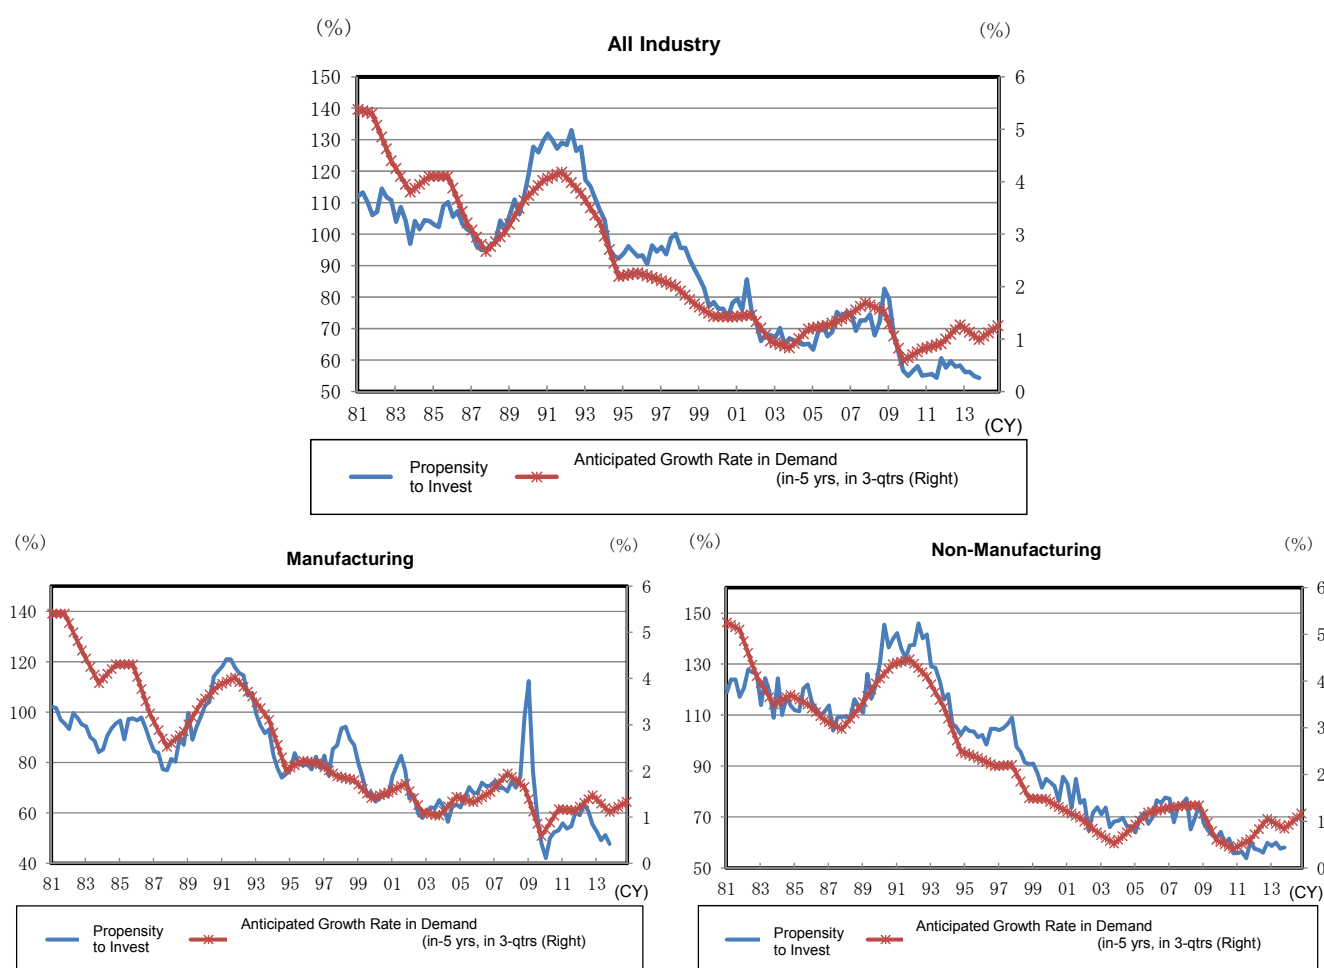 (%)
(%)
All Industry
150
140
130
120
110
100
90
80
70
60
50
6
5
4
3
2
1
0
81 83 85 87 89 91 93 95 97 99 01 03 05 07 09 11 13
(CY)
Propensity
to Invest
Anticipated Growth Rate in Demand
(in-5 yrs, in 3-qtrs (Right)
(%)
(%)
Manufacturing
140
120
100
80
60
40
6
5
4
3
2
1
0
81 83 85 87 89 91 93 95 97 99 01 03 05 07 09 11 13
(CY)
Propensity
to Invest
Anticipated Growth Rate in Demand
(in-5 yrs, in 3-qtrs (Right)
(%)
(%)
Non-Manufacturing
150
130
110
90
70
50
6
5
4
3
2
1
0
81 83 85 87 89 91 93 95 97 99 01 03 05 07 09 11 13
(CY)
Propensity
to Invest
Anticipated Growth Rate in Demand
(in-5 yrs, in 3-qtrs (Right)